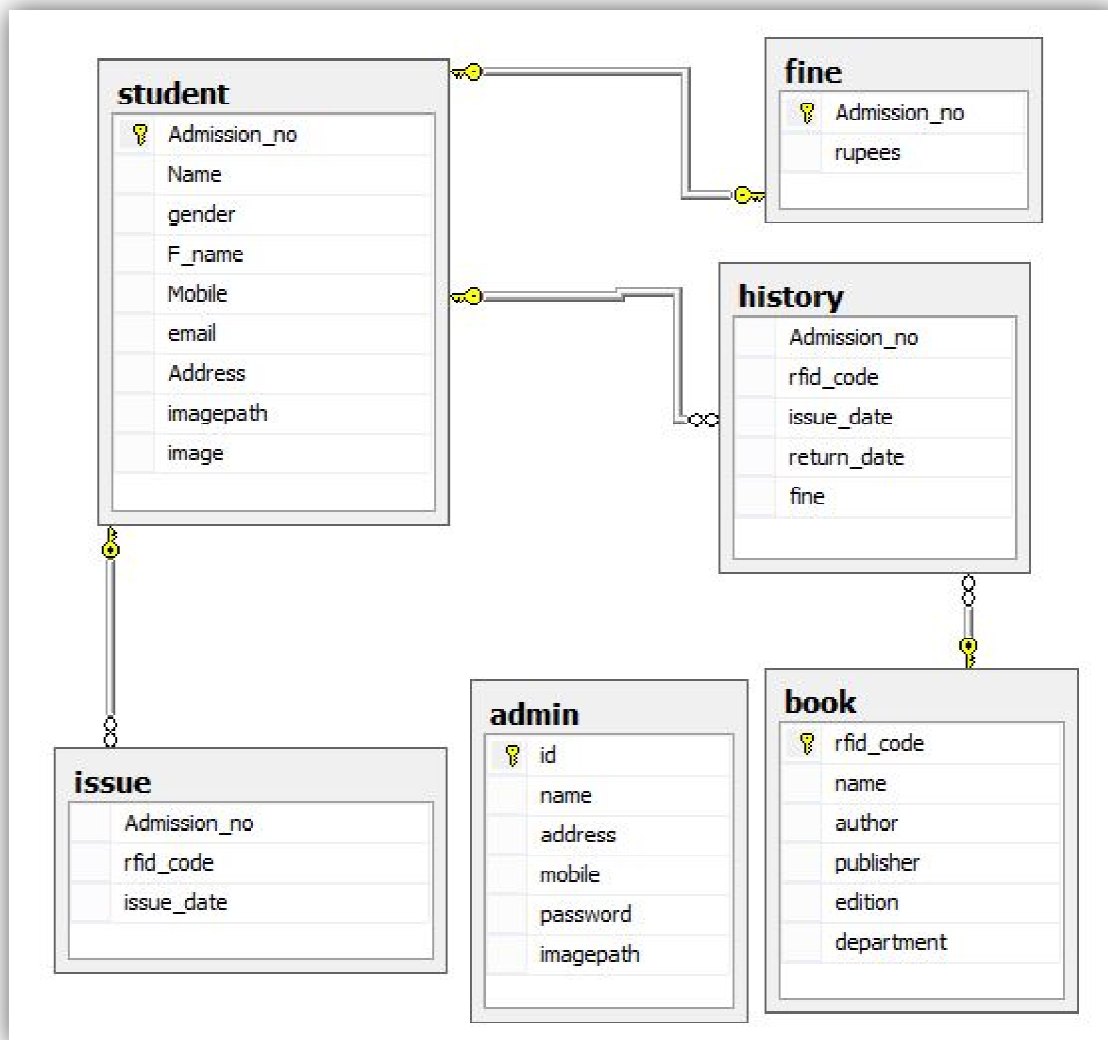 student
Admission_no
Name
gender
F_name
Mobile
email
Address
imagepath
image
fine
Admission_no
rupees
history
Admission_no
rfid_code
issue_date
return_date
fine
issue
Admission_no
rfid_code
issue_date
admin
id
name
address
mobile
password
imagepath
book
rfid_code
name
author
publisher
edition
department